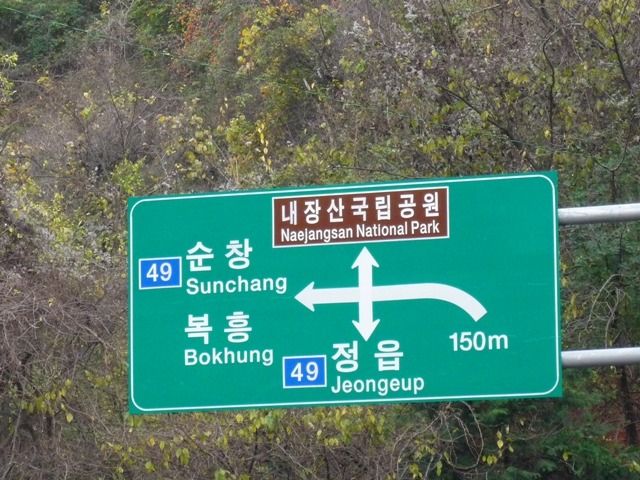 내장산국립공원
Naejangsan National Park
49 순창
Sunchang
복흥
Bokhung
150m
49 정읍
Jeongeup